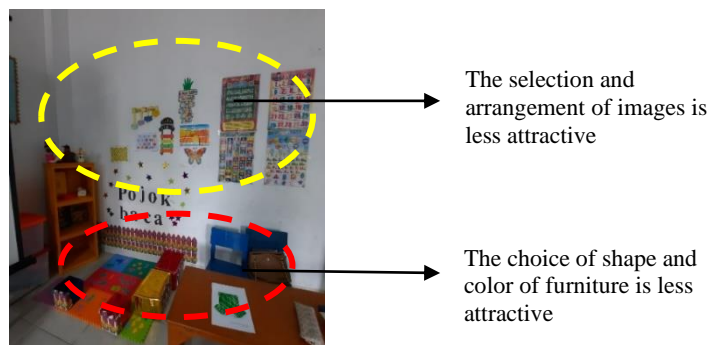 Pojok
baca
The selection and
arrangement of images is
less attractive
The choice of shape and
color of furniture is less
attractive